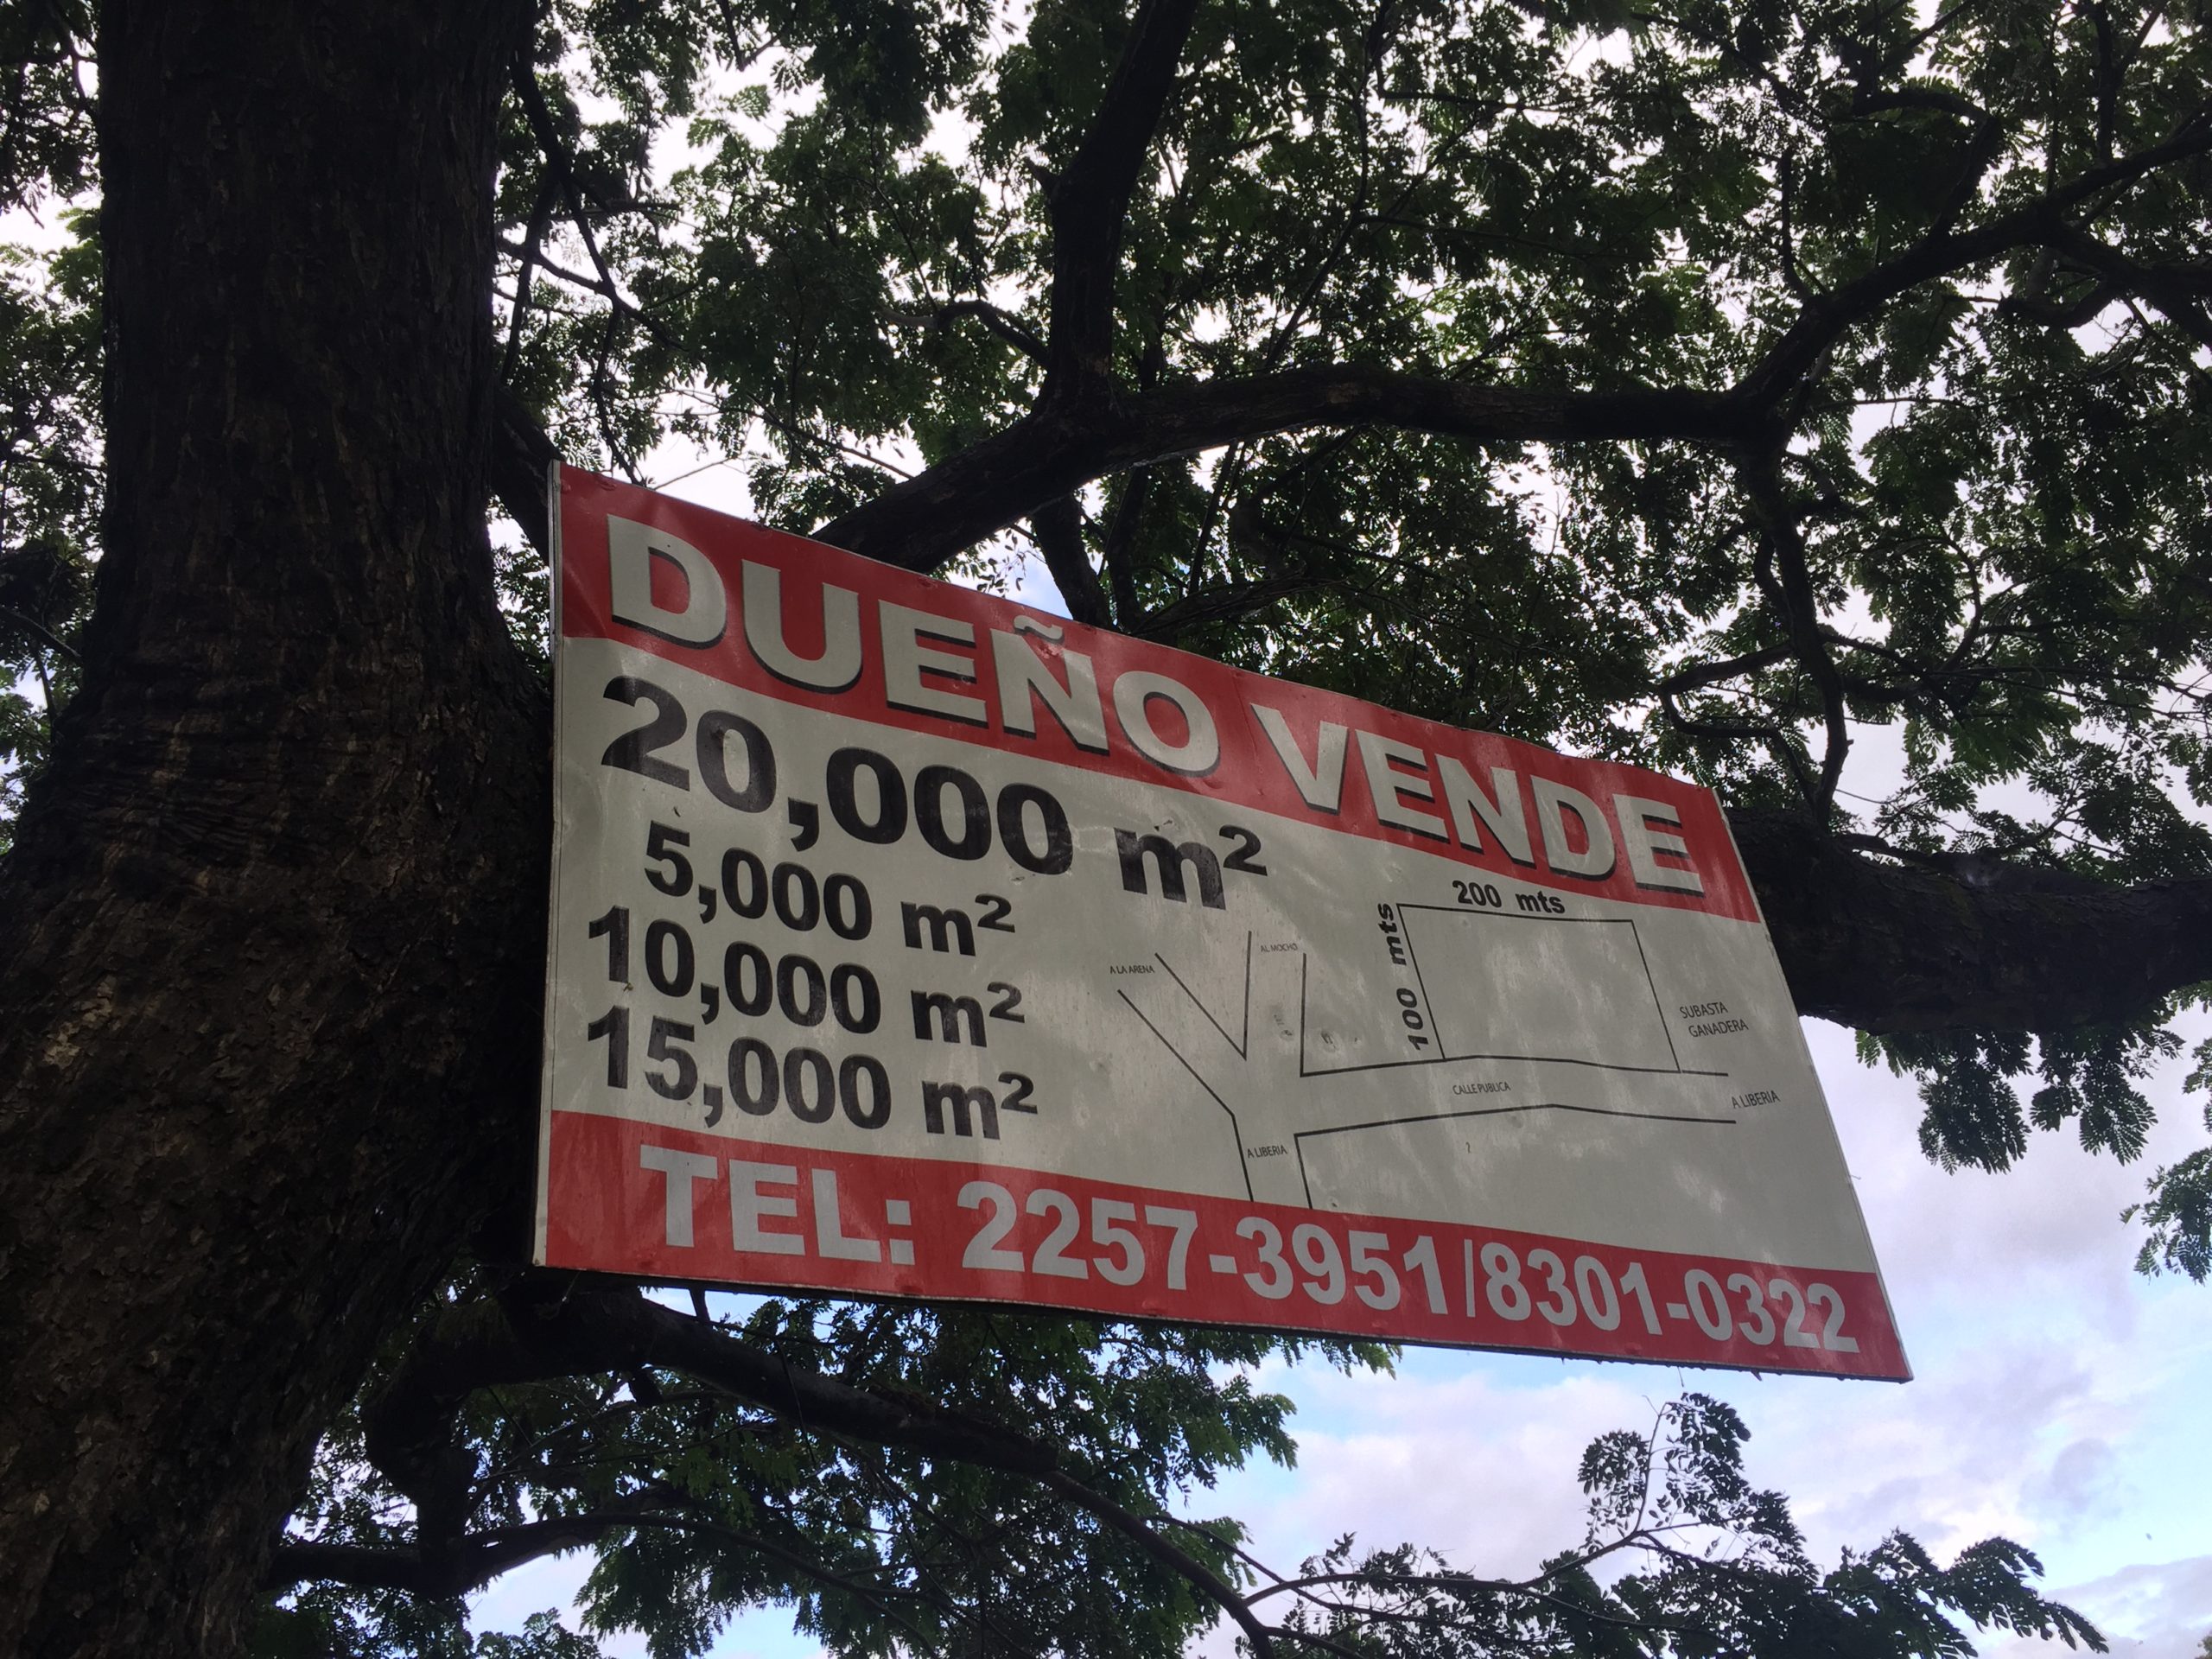 DUEÑO VENDE
20,000 m²
5,000 m²
10,000 m²
15,000 m²
200 mts
100 mts
AL MOCHO
A LA ARENA
SUBASTA
GANADERA
CALLE PUBLICA
A LIBERIA
A LIBERIA
TEL: 2257-3951/8301-0322